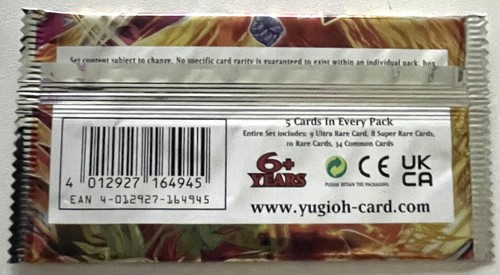 Set content subject to change. No specific card rarity is guaranteed to exist within an individual pack, box
5 Cards in Every Pack
Entire Set includes: 9 Ultra Rare Card, 8 Super Rare Cards,
10 Rare Cards, 34 Common Cards
4 012927 164945
EAN 4-012927-164945
6+
YEARS
PLEASE RETAIN THE PACKAGING.
CE
UK
CA
www.yugioh-card.com